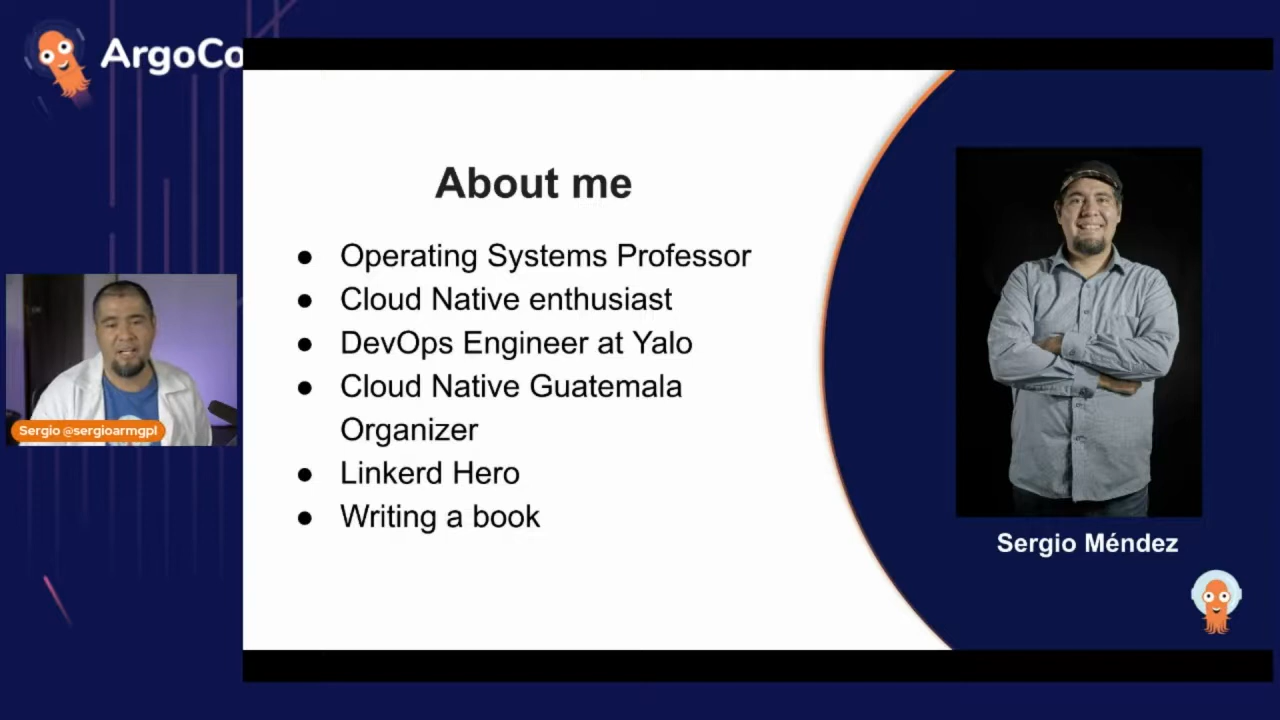 ArgoCo
About me
● Operating Systems Professor
● Cloud Native enthusiast
● DevOps Engineer at Yalo
● Cloud Native Guatemala
Organizer
● Linkerd Hero
● Writing a book
Sergio @sergioarmgpl
Sergio Méndez